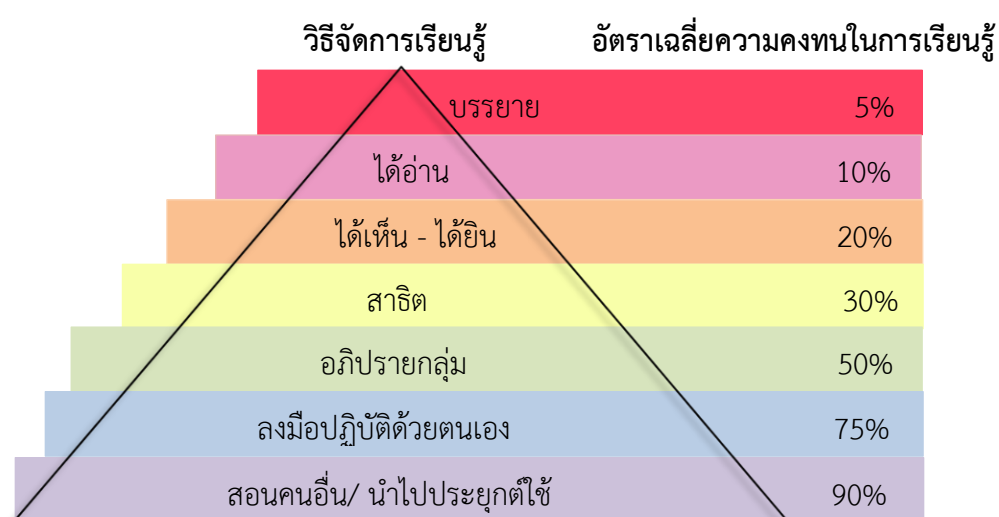 วิธีจัดการเรียนรู้ อัตราเฉลี่ยความคงทนในการเรียนรู้
บรรยาย 5%
ได้อ่าน 10%
ได้เห็น - ได้ยิน 20%
สาธิต 30%
อภิปรายกลุ่ม 50%
ลงมือปฏิบัติด้วยตนเอง 75%
สอนคนอื่น/ นำไปประยุกต์ใช้ 90%